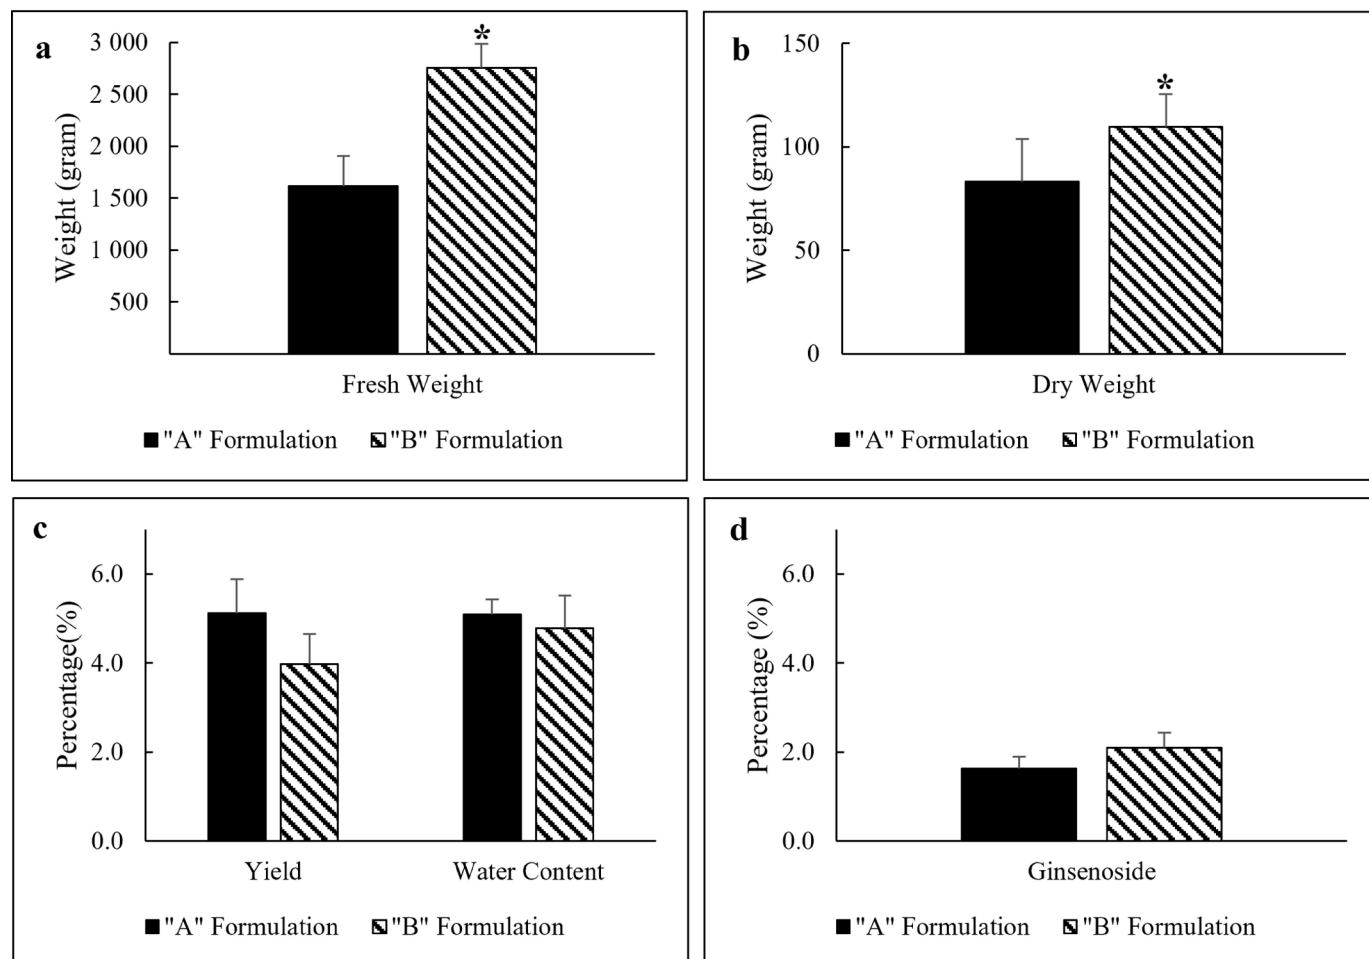 a
*
3 000
2 500
2 000
1 500
1 000
500
Weight (gram)
Fresh Weight
"A" Formulation "B" Formulation
b
*
150
100
50
0
Weight (gram)
Dry Weight
"A" Formulation "B" Formulation
c
6.0
4.0
2.0
0.0
Percentage(%)
Yield Water Content
"A" Formulation "B" Formulation
d
6.0
4.0
2.0
0.0
Percentage (%)
Ginsenoside
"A" Formulation "B" Formulation